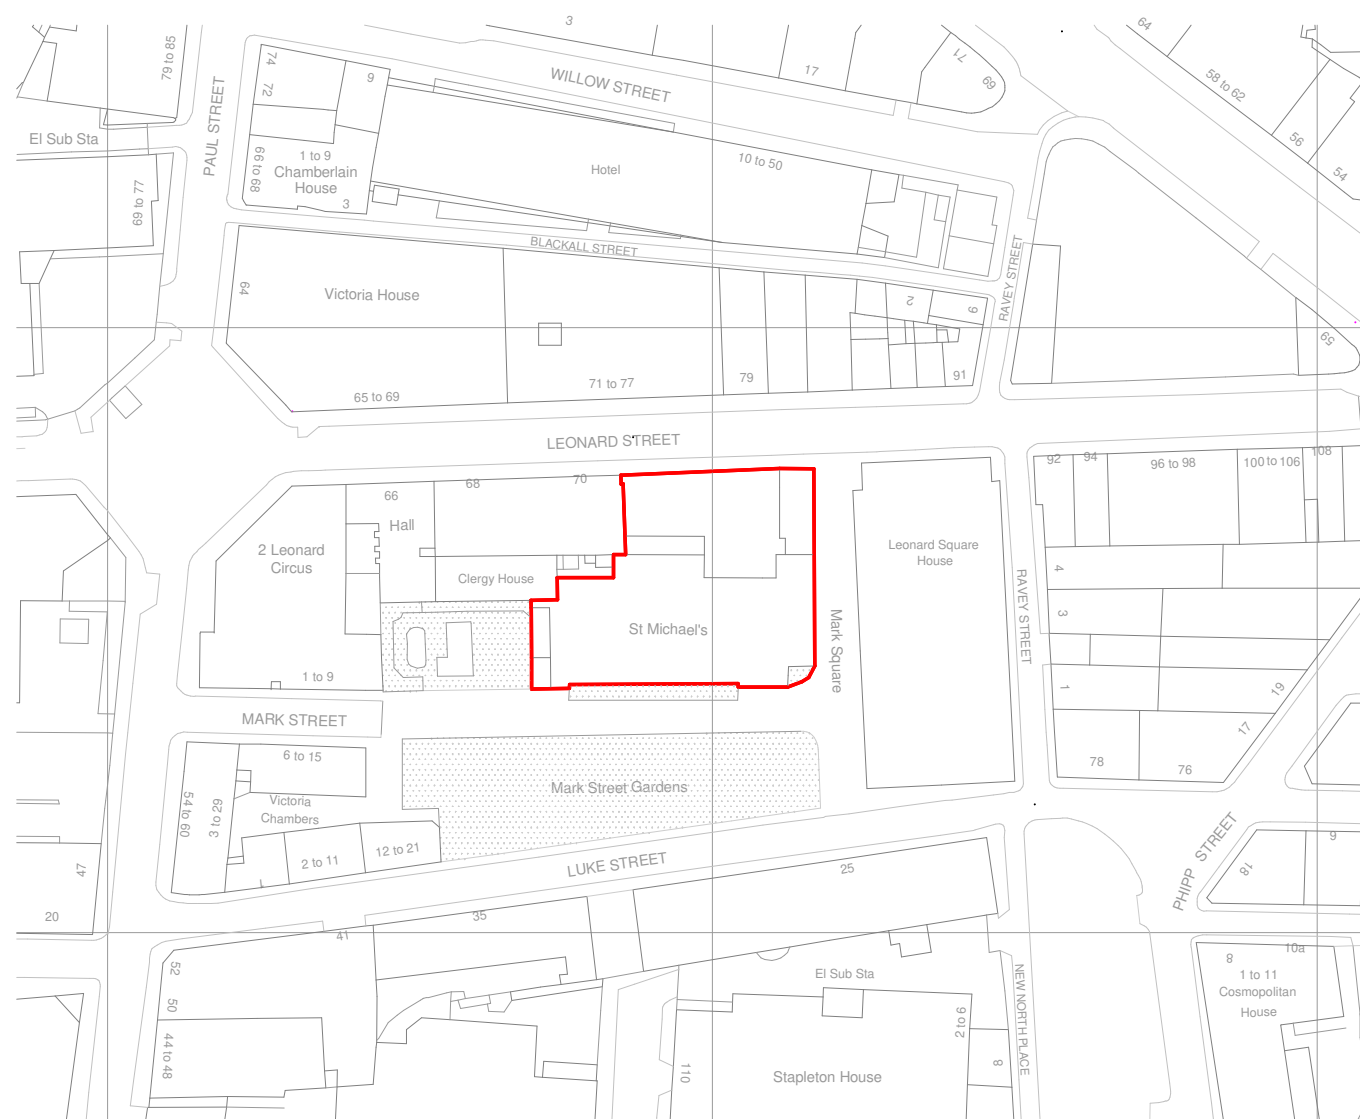 3
64
79 to 85
74
72
9
WILLOW STREET
17
71
69
58 to 62
56
54
El Sub Sta
PAUL STREET
66 to 68
1 to 9
Chamberlain
House
3
Hotel
10 to 50
69 to 77
BLACKALL STREET
RAVEY STREET
64
Victoria House
2
9
59
65 to 69
71 to 77
79
91
LEONARD STREET
92
94
96 to 98
100 to 106
108
66
68
70
Hall
2 Leonard
Circus
Clergy House
Leonard Square
House
4
3
1
RAVEY STREET
St Michael's
Mark Square
1 to 9
19
17
MARK STREET
6 to 15
78
76
54 to 60
3 to 29
Victoria
Chambers
Mark Street Gardens
2 to 11
12 to 21
1
LUKE STREET
25
PHIPP STREET
9
18
47
20
35
41
52
50
44 to 48
El Sub Sta
NEW NORTH PLACE
8
10a
1 to 11
Cosmopolitan
House
2 to 6
8
110
Stapleton House